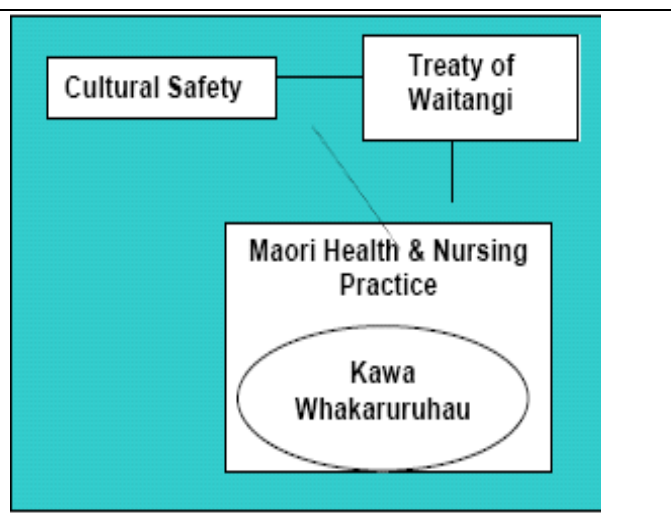 Cultural Safety
Treaty of
Waitangi
Maori Health & Nursing
Practice
Kawa
Whakaruruhau